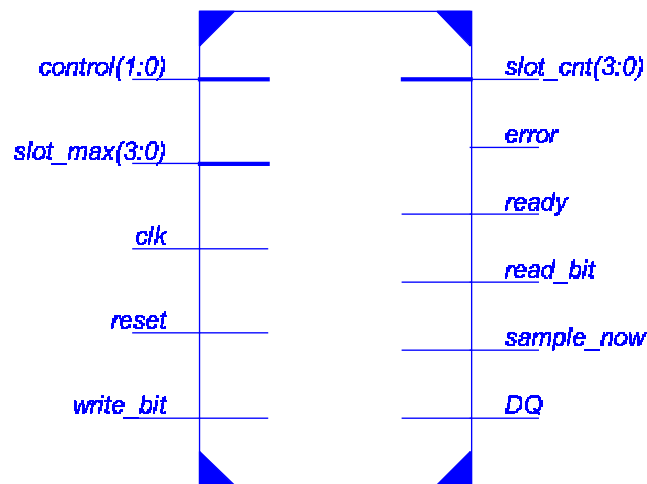 control(1:0)
slot_max(3:0)
clk
reset
write_bit
slot_cnt(3:0)
error
ready
read_bit
sample_now
DQ